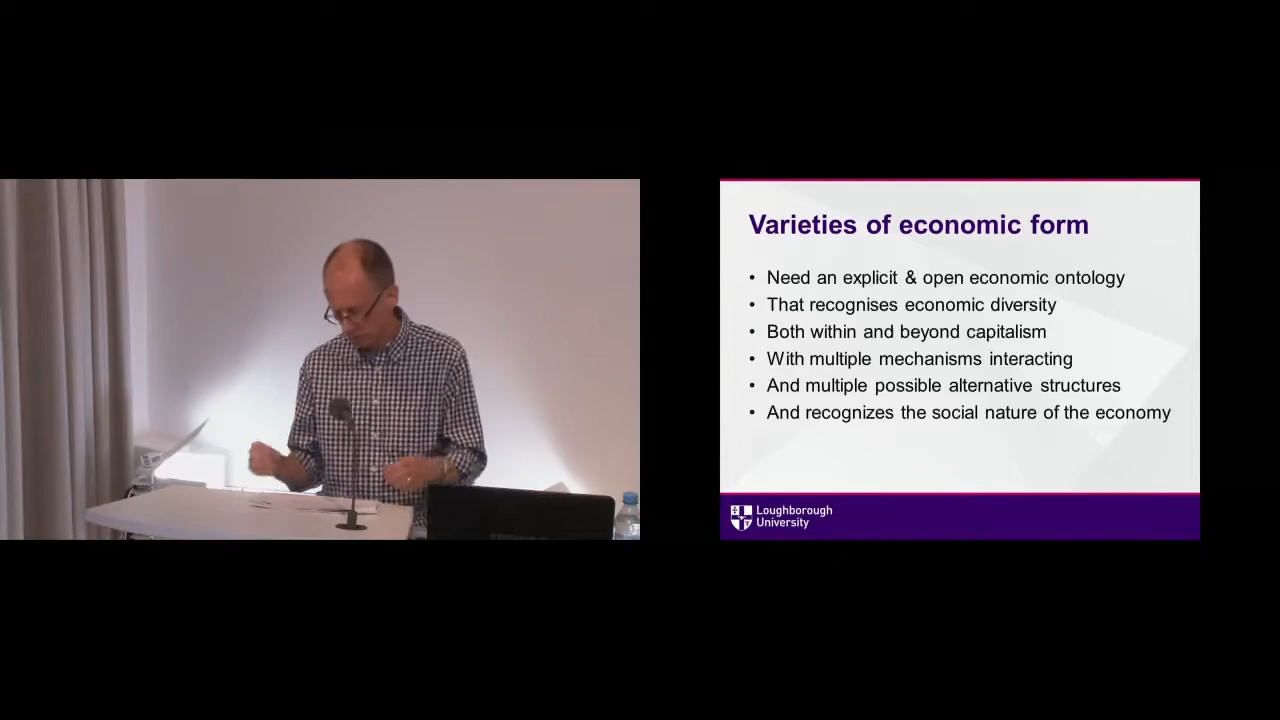 Varieties of economic form
• Need an explicit & open economic ontology
• That recognises economic diversity
• Both within and beyond capitalism
• With multiple mechanisms interacting
• And multiple possible alternative structures
• And recognizes the social nature of the economy
Loughborough
University